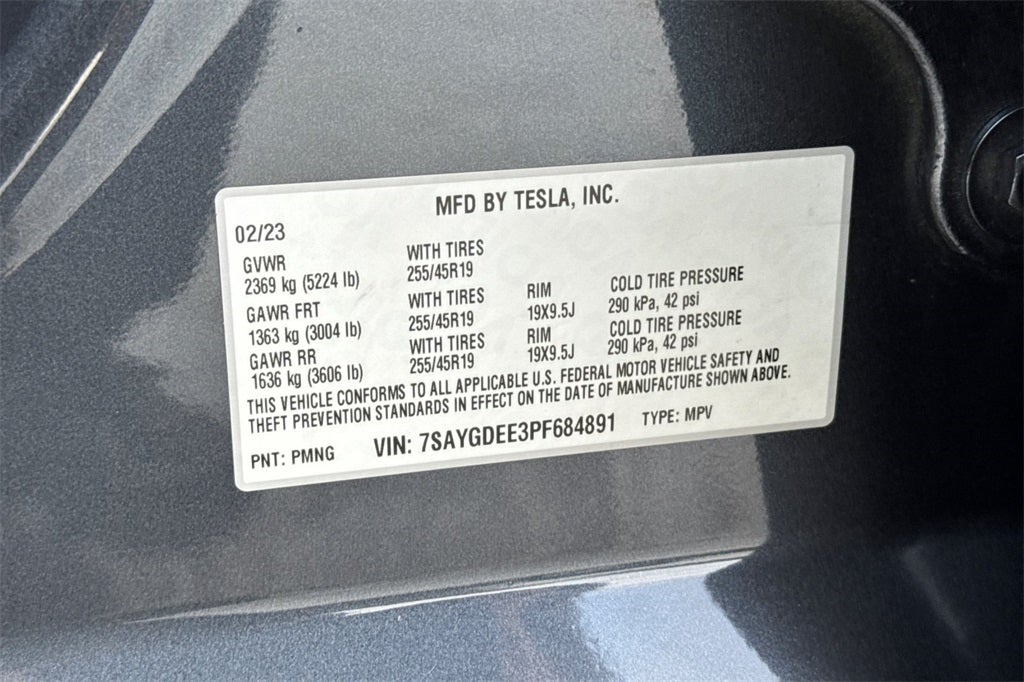 MFD BY TESLA, INC.
02/23
GVWR WITH TIRES
2369 kg (5224 lb) 255/45R19
GAWR FRT WITH TIRES RIM COLD TIRE PRESSURE
1363 kg (3004 lb) 255/45R19 19X9.5J 290 kPa, 42 psi
GAWR RR WITH TIRES RIM COLD TIRE PRESSURE
1636 kg (3606 lb) 255/45R19 19X9.5J 290 kPa, 42 psi
THIS VEHICLE CONFORMS TO ALL APPLICABLE U.S. FEDERAL MOTOR VEHICLE SAFETY AND
THEFT PREVENTION STANDARDS IN EFFECT ON THE DATE OF MANUFACTURE SHOWN ABOVE.
PNT: PMNG VIN: 7SAYGDEE3PF684891 TYPE: MPV